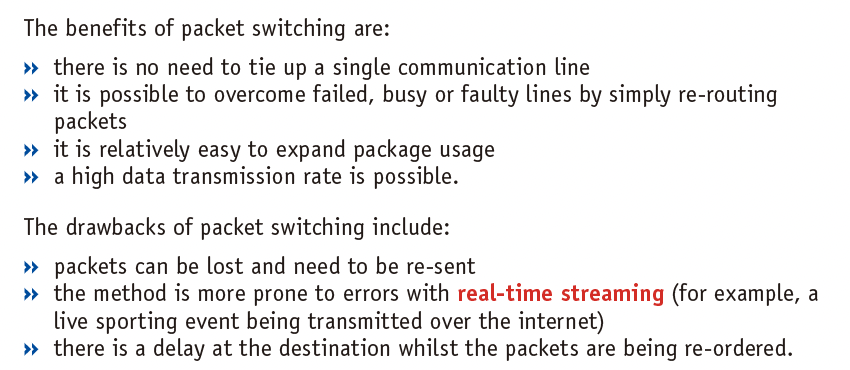 The benefits of packet switching are:
» there is no need to tie up a single communication line
» it is possible to overcome failed, busy or faulty lines by simply re-routing
packets
» it is relatively easy to expand package usage
» a high data transmission rate is possible.
The drawbacks of packet switching include:
» packets can be lost and need to be re-sent
» the method is more prone to errors with real-time streaming (for example, a
live sporting event being transmitted over the internet)
» there is a delay at the destination whilst the packets are being re-ordered.